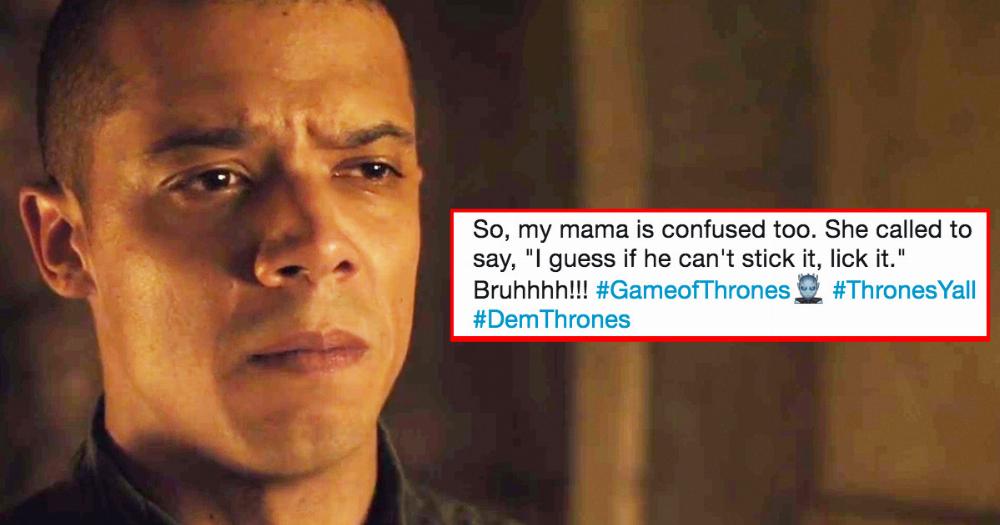 So, my mama is confused too. She called to
say, "I guess if he can't stick it, lick it."
Bruhhhh!!! #GameofThrones #ThronesYall
#DemThrones